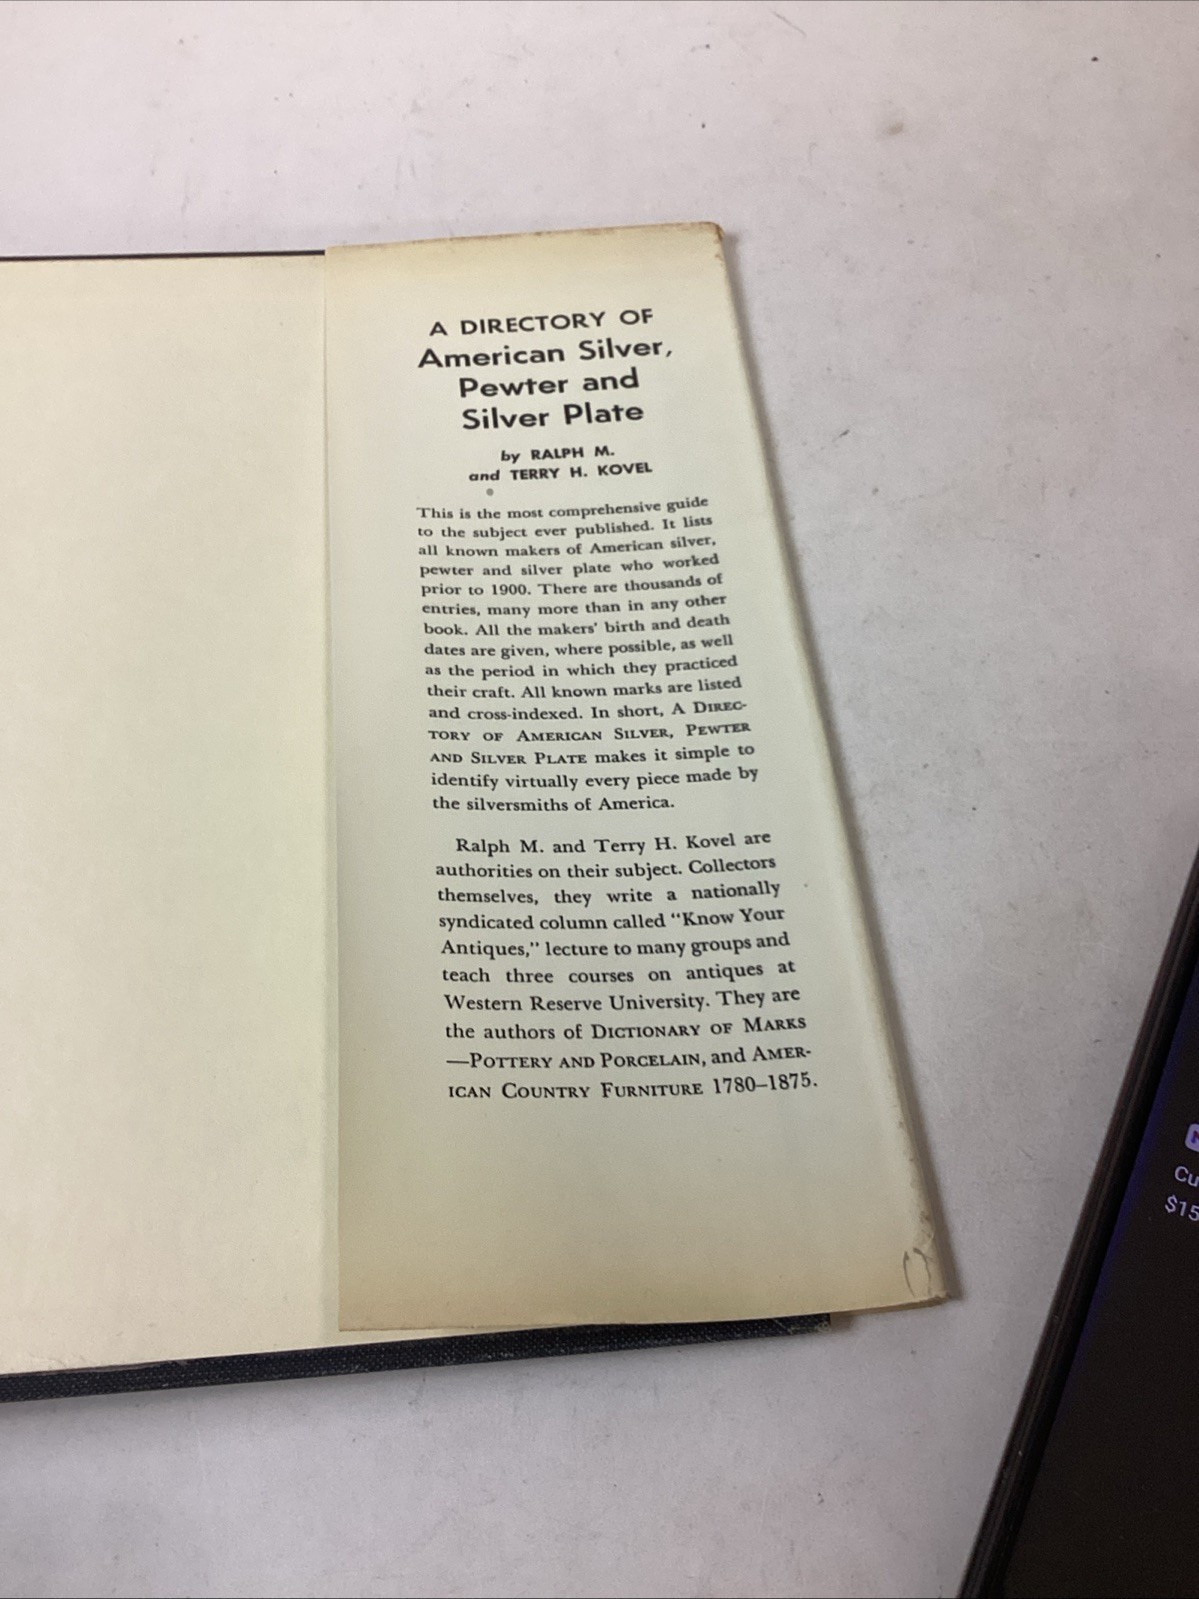 A DIRECTORY OF
American Silver,
Pewter and
Silver Plate
by RALPH M.
and TERRY H. KOVEL
This is the most comprehensive guide
to the subject ever published. It lists
all known makers of American silver,
pewter and silver plate who worked
prior to 1900. There are thousands of
entries, many more than in any other
book. All the makers' birth and death
dates are given, where possible, as well
as the period in which they practiced
their craft. All known marks are listed
and cross-indexed. In short, A DIREC-
TORY OF AMERICAN SILVER, PEWTER
AND SILVER PLATE makes it simple to
identify virtually every piece made by
the silversmiths of America.
Ralph M. and Terry H. Kovel are
authorities on their subject. Collectors
themselves, they write a nationally
syndicated column called "Know Your
Antiques," lecture to many groups and
teach three courses on antiques at
Western Reserve University. They are
the authors of DICTIONARY OF MARKS
—POTTERY AND PORCELAIN, and AMER-
ICAN COUNTRY FURNITURE 1780–1875.
Cu
$15